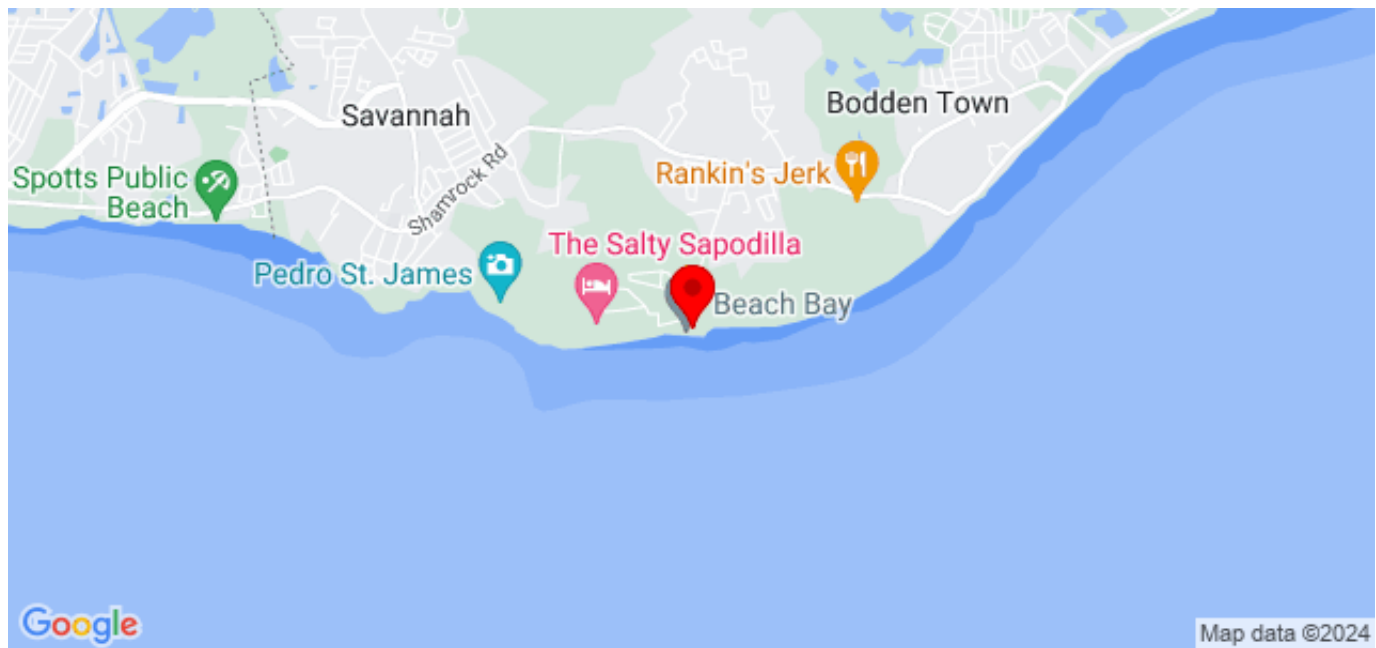 Bodden Town
Savannah
Rankin's Jerk
Spotts Public
Beach
Shamrock Rd
The Salty Sapodilla
Pedro St. James
Beach Bay
Google
Map data ©2024